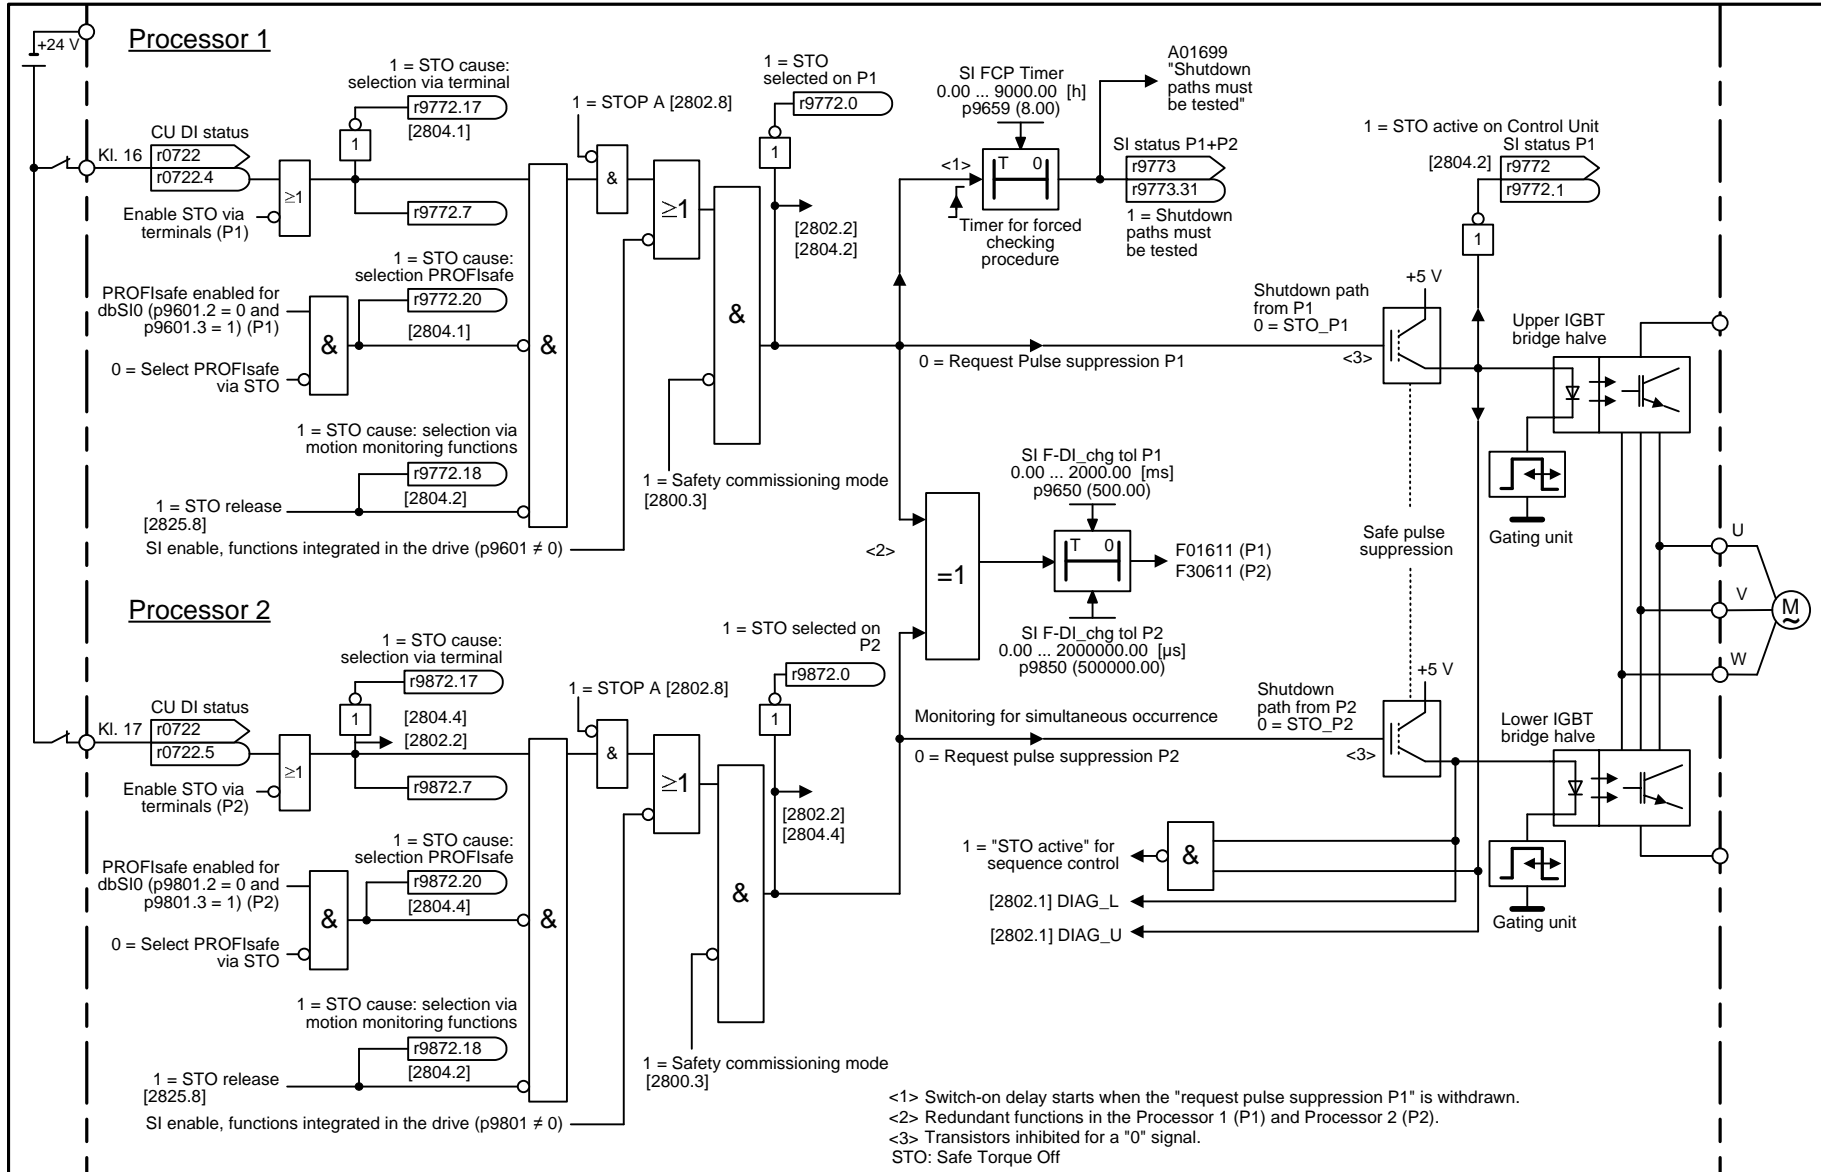 +24 V
Processor 1
1 = STO cause:
selection via terminal
r9772.17
[2804.1]
1
CU DI status
Kl. 16
r0722
r0722.4
≥1
Enable STO via
terminals (P1)
r9772.7
1 = STO cause:
selection PROFIsafe
r9772.20
[2804.1]
PROFIsafe enabled for
dbSI0 (p9601.2 = 0 and
p9601.3 = 1) (P1)
&
0 = Select PROFIsafe
via STO
1 = STO cause: selection via
motion monitoring functions
r9772.18
[2804.2]
1 = STO release
[2825.8]
SI enable, functions integrated in the drive (p9601 ≠ 0)
&
1 = STOP A [2802.8]
&
≥1
1 = STO
selected on P1
r9772.0
1
[2802.2]
[2804.2]
&
1 = Safety commissioning mode
[2800.3]
SI FCP Timer
0.00 ... 9000.00 [h]
p9659 (8.00)
<1>
T 0
Timer for forced
checking
procedure
A01699
"Shutdown
paths must
be tested"
SI status P1+P2
r9773
r9773.31
1 = Shutdown
paths must
be tested
1 = STO active on Control Unit
SI status P1
[2804.2]
r9772
r9772.1
1
Shutdown path
from P1
0 = STO_P1
0 = Request Pulse suppression P1
<3>
+5 V
Upper IGBT
bridge halve
Gating unit
SI F-DI_chg tol P1
0.00 ... 2000.00 [ms]
p9650 (500.00)
<2>
=1
T 0
F01611 (P1)
F30611 (P2)
SI F-DI_chg tol P2
0.00 ... 2000000.00 [µs]
p9850 (500000.00)
Safe pulse
suppression
U
V
W
M
~
Processor 2
1 = STO cause:
selection via terminal
r9872.17
1
[2804.4]
[2802.2]
CU DI status
Kl. 17
r0722
r0722.5
≥1
Enable STO via
terminals (P2)
r9872.7
1 = STO cause:
selection PROFIsafe
r9872.20
[2804.4]
PROFIsafe enabled for
dbSI0 (p9801.2 = 0 and
p9801.3 = 1) (P2)
&
0 = Select PROFIsafe
via STO
1 = STO cause: selection via
motion monitoring functions
r9872.18
[2804.2]
1 = STO release
[2825.8]
SI enable, functions integrated in the drive (p9801 ≠ 0)
&
1 = STOP A [2802.8]
&
≥1
1 = STO selected on
P2
r9872.0
1
[2802.2]
[2804.4]
&
1 = Safety commissioning mode
[2800.3]
Monitoring for simultaneous occurrence
0 = Request pulse suppression P2
Shutdown
path from P2
0 = STO_P2
<3>
+5 V
Lower IGBT
bridge halve
Gating unit
1 = "STO active" for
sequence control
&
[2802.1] DIAG_L
[2802.1] DIAG_U
<1> Switch-on delay starts when the "request pulse suppression P1" is withdrawn.
<2> Redundant functions in the Processor 1 (P1) and Processor 2 (P2).
<3> Transistors inhibited for a "0" signal.
STO: Safe Torque Off